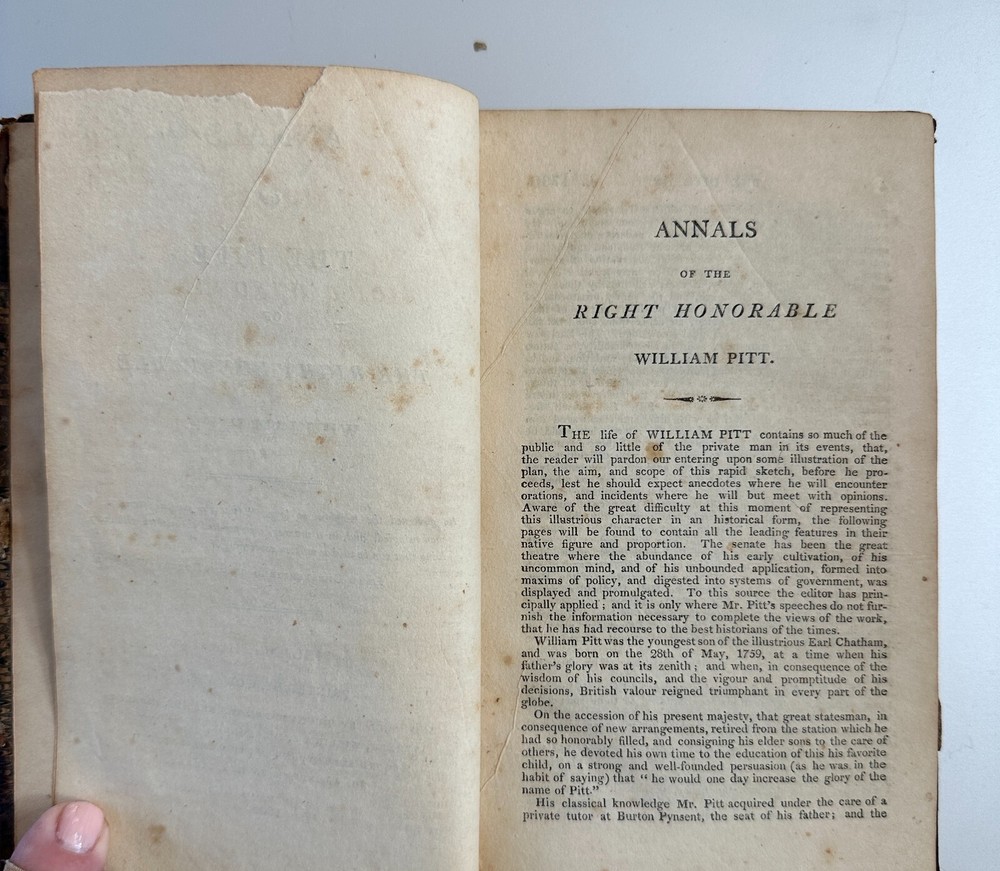 ANNALS
OF THE
RIGHT HONORABLE
WILLIAM PITT.
THE life of WILLIAM PITT contains so much of the
public and so little of the private man in its events, that,
the reader will pardon our entering upon some illustration of the
plan, the aim, and scope of this rapid sketch, before he pro-
ceeds, lest he should expect anecdotes where he will encounter
orations, and incidents where he will but meet with opinions.
Aware of the great difficulty at this moment of representing
this illustrious character in an historical form, the following
pages will be found to contain all the leading features in their
native figure and proportion. The senate has been the great
theatre where the abundance of his early cultivation, of his
uncommon mind, and of his unbounded application, formed into
maxims of policy, and digested into systems of government, was
displayed and promulgated. To this source the editor has prin-
cipally applied; and it is only where Mr. Pitt's speeches do not fur-
nish the information necessary to complete the views of the work,
that he has had recourse to the best historians of the times.
William Pitt was the youngest son of the illustrious Earl Chatham,
and was born on the 28th of May, 1759, at a time when his
father's glory was at its zenith; and when, in consequence of the
wisdom of his councils, and the vigour and promptitude of his
decisions, British valour reigned triumphant in every part of the
globe.
On the accession of his present majesty, that great statesman, in
consequence of new arrangements, retired from the station which he
had so honorably filled, and consigning his elder sons to the care of
others, he devoted his own time to the education of this his favorite
child, on a strong and well-founded persuasion (as he was in the
habit of saying) that "he would one day increase the glory of the
name of Pitt."
His classical knowledge Mr. Pitt acquired under the care of a
private tutor at Burton Pynsent, the seat of his father; and the